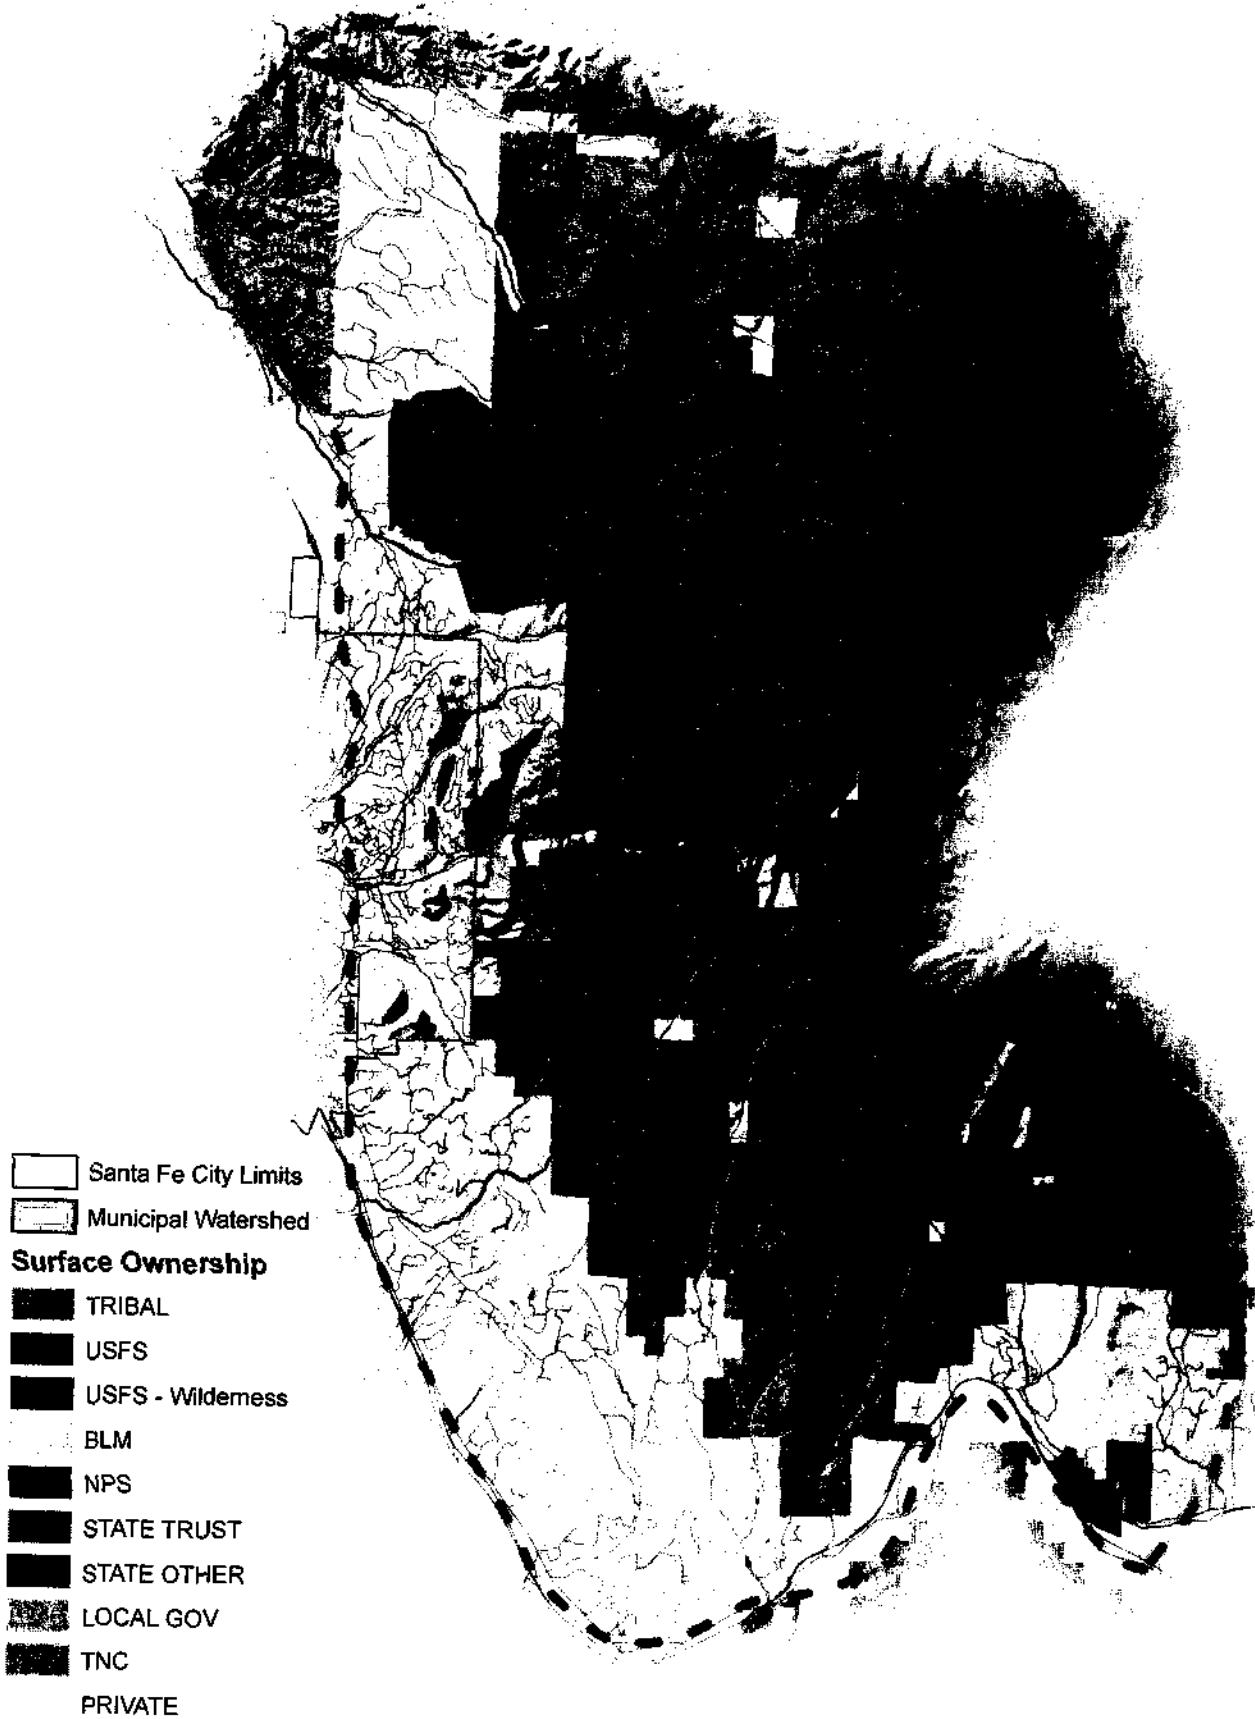 Santa Fe City Limits
Municipal Watershed
Surface Ownership
TRIBAL
USFS
USFS - Wilderness
BLM
NPS
STATE TRUST
STATE OTHER
LOCAL GOV
TNC
PRIVATE